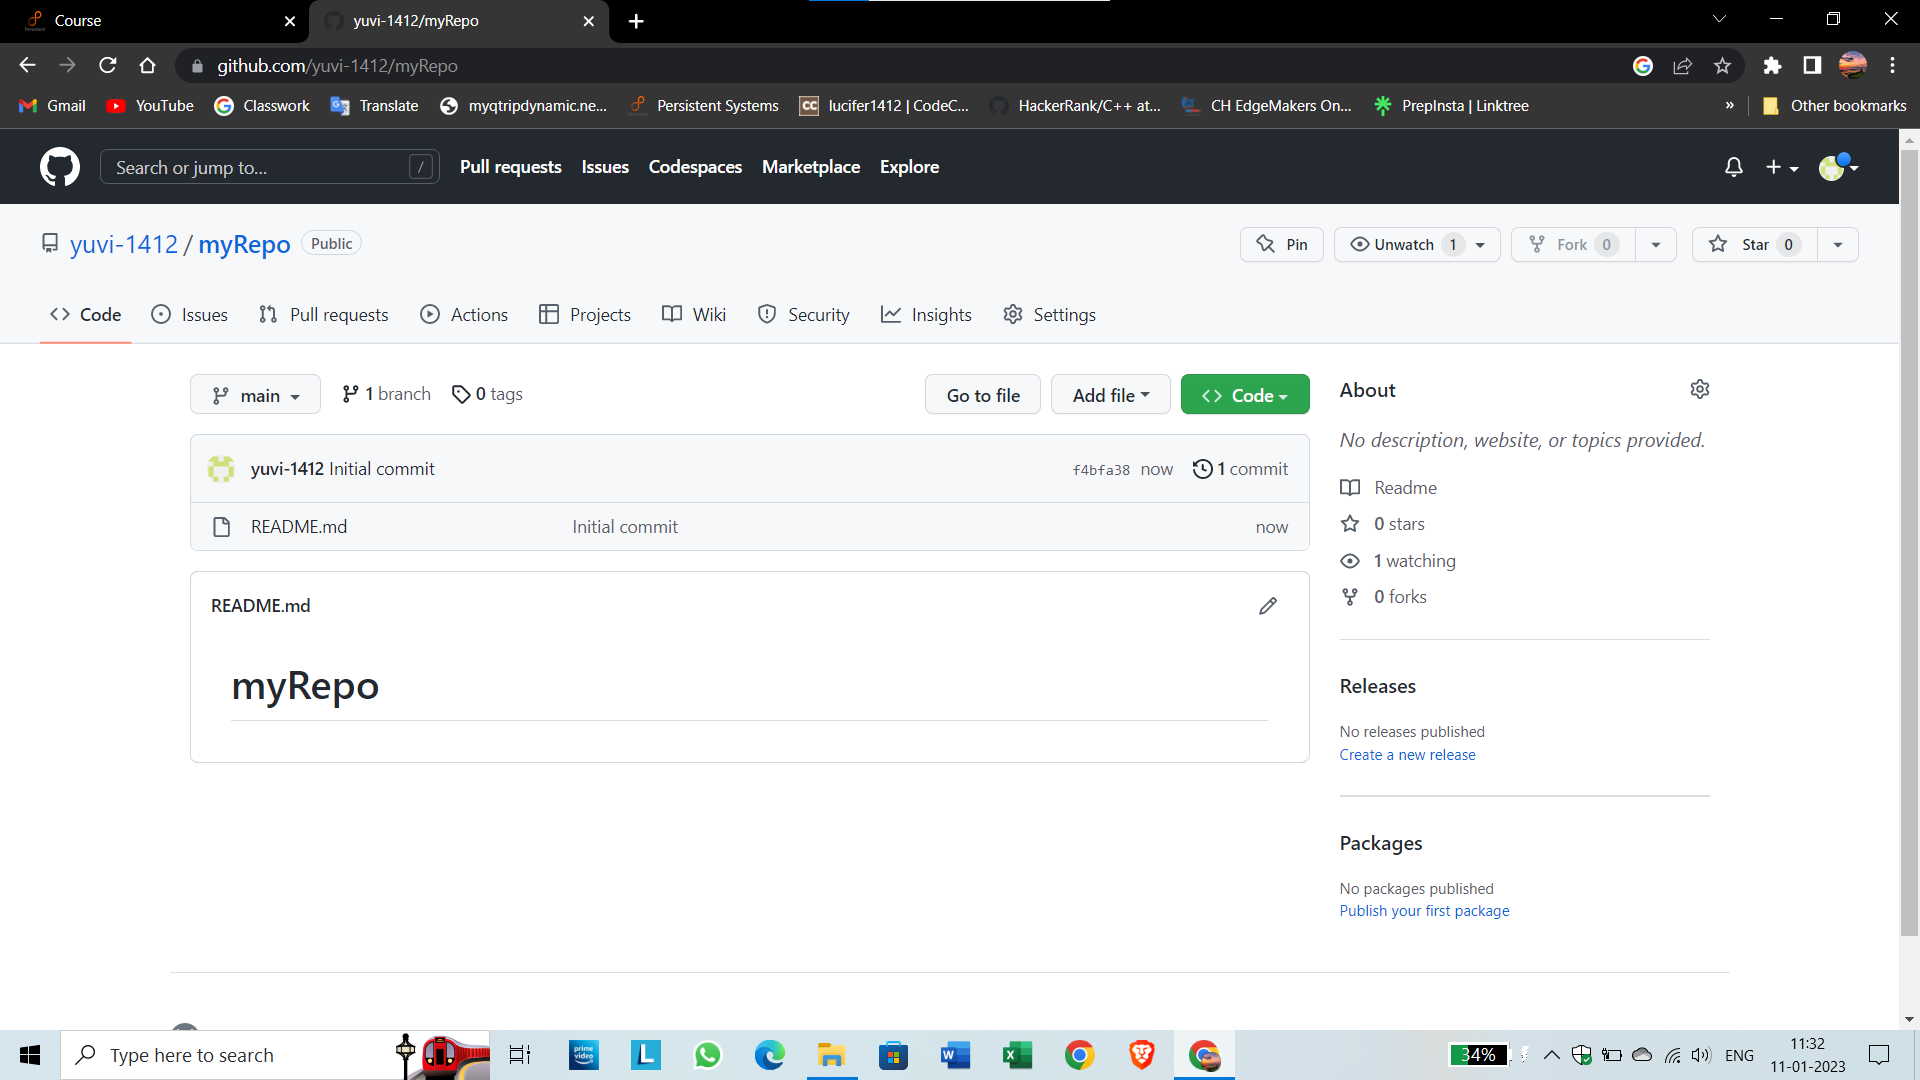 Course
yuvi-1412/myRepo
github.com/yuvi-1412/myRepo
Gmail YouTube Classwork Translate myqtripdynamic.ne... Persistent Systems CC lucifer1412 | CodeC... HackerRank/C++ at... CH EdgeMakers On... PrepInsta | Linktree » Other bookmarks
Search or jump to... / Pull requests Issues Codespaces Marketplace Explore
yuvi-1412 / myRepo Public Pin Unwatch 1 Fork 0 Star 0
Code Issues Pull requests Actions Projects Wiki Security Insights Settings
main 1 branch 0 tags Go to file Add file Code
yuvi-1412 Initial commit f4bfa38 now 1 commit
README.md Initial commit now
README.md
myRepo
About
No description, website, or topics provided.
Readme
0 stars
1 watching
0 forks
Releases
No releases published
Create a new release
Packages
No packages published
Publish your first package
Type here to search prime video L W X 34% ENG 11:32
11-01-2023